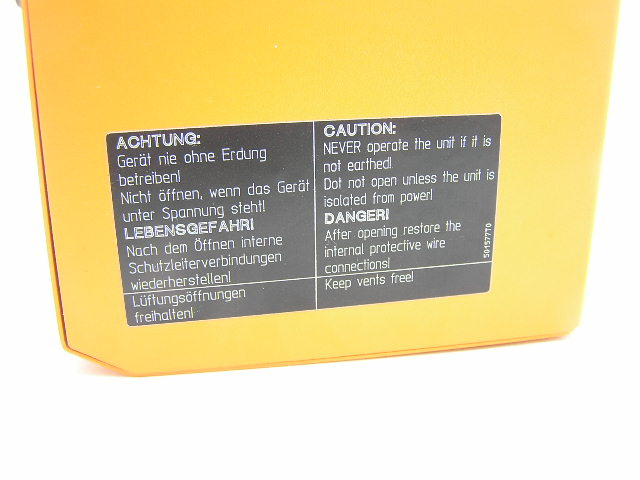 ACHTUNG:
Gerät nie ohne Erdung
betreiben!
Nicht öffnen, wenn das Gerät
unter Spannung steht!
LEBENSGEFAHR!
Nach dem Öffnen interne
Schutzleiterverbindungen
wiederherstellen!
Lüftungsöffnungen
freihalten!
CAUTION:
NEVER operate the unit if it is
not earthed!
Dot not open unless the unit is
isolated from power!
DANGER!
After opening restore the
internal protective wire
connections!
Keep vents free!
50157770